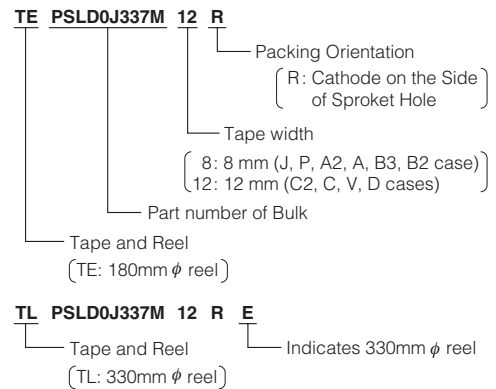 TE PSLD0J337M 12 R
Packing Orientation
R: Cathode on the Side
of Sproket Hole
Tape width
8: 8 mm (J, P, A2, A, B3, B2 case)
12: 12 mm (C2, C, V, D cases)
Part number of Bulk
Tape and Reel
TE: 180mm φ reel
TL PSLD0J337M 12 R E
Tape and Reel
Indicates 330mm φ reel
TL: 330mm φ reel